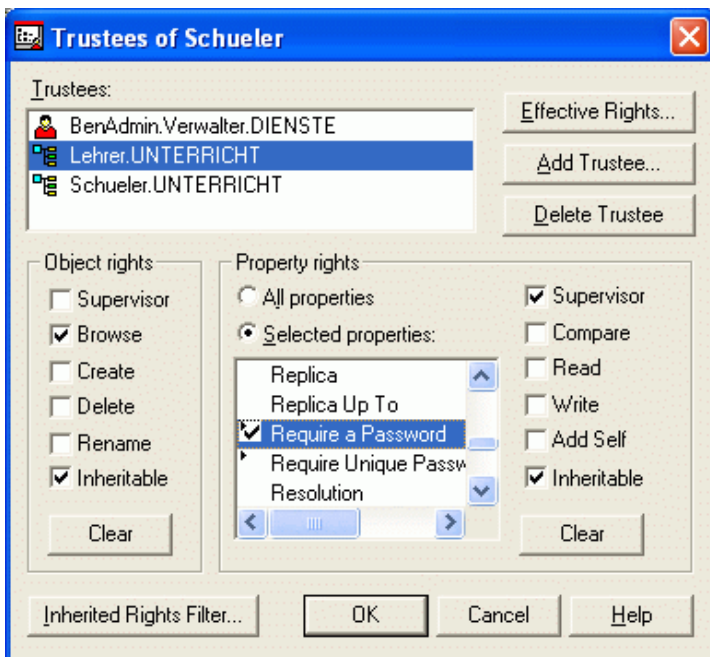 Trustees of Schueler
Trustees:
BenAdmin.Verwalter.DIENSTE
Lehrer.UNTERRICHT
Schueler.UNTERRICHT
Effective Rights...
Add Trustee...
Delete Trustee
Object rights
Supervisor
Browse
Create
Delete
Rename
Inheritable
Clear
Property rights
All properties
Selected properties:
Replica
Replica Up To
Require a Password
Require Unique Passw
Resolution
Supervisor
Compare
Read
Write
Add Self
Inheritable
Clear
Inherited Rights Filter...
OK
Cancel
Help